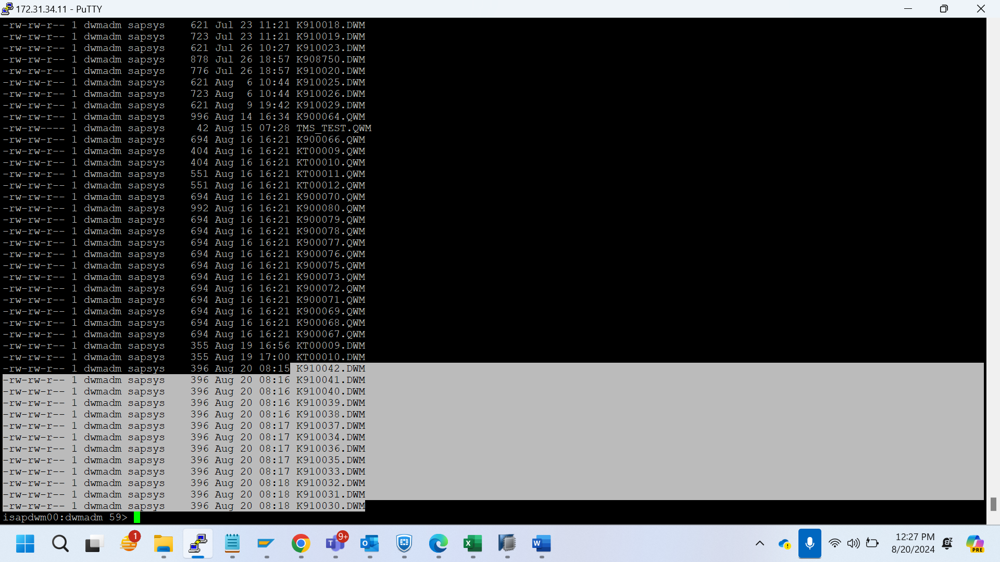 172.31.34.11 - PuTTY
-rw-rw-r-- 1 dwmadm sapsys    621 Jul 23 11:21 K910018.DWM
-rw-rw-r-- 1 dwmadm sapsys    723 Jul 23 11:21 K910019.DWM
-rw-rw-r-- 1 dwmadm sapsys    621 Jul 26 10:27 K910023.DWM
-rw-rw-r-- 1 dwmadm sapsys    878 Jul 26 18:57 K908750.DWM
-rw-rw-r-- 1 dwmadm sapsys    776 Jul 26 18:57 K910020.DWM
-rw-rw-r-- 1 dwmadm sapsys    621 Aug  6 10:44 K910025.DWM
-rw-rw-r-- 1 dwmadm sapsys    723 Aug  6 10:44 K910026.DWM
-rw-rw-r-- 1 dwmadm sapsys    621 Aug  9 19:42 K910029.DWM
-rw-rw-r-- 1 dwmadm sapsys    996 Aug 14 16:34 K900064.QWM
-rw-rw---- 1 dwmadm sapsys     42 Aug 15 07:28 TMS_TEST.QWM
-rw-rw-r-- 1 dwmadm sapsys    694 Aug 16 16:21 K900066.QWM
-rw-rw-r-- 1 dwmadm sapsys    404 Aug 16 16:21 KT00009.QWM
-rw-rw-r-- 1 dwmadm sapsys    404 Aug 16 16:21 KT00010.QWM
-rw-rw-r-- 1 dwmadm sapsys    551 Aug 16 16:21 KT00011.QWM
-rw-rw-r-- 1 dwmadm sapsys    551 Aug 16 16:21 KT00012.QWM
-rw-rw-r-- 1 dwmadm sapsys    694 Aug 16 16:21 K900070.QWM
-rw-rw-r-- 1 dwmadm sapsys    992 Aug 16 16:21 K900080.QWM
-rw-rw-r-- 1 dwmadm sapsys    694 Aug 16 16:21 K900079.QWM
-rw-rw-r-- 1 dwmadm sapsys    694 Aug 16 16:21 K900078.QWM
-rw-rw-r-- 1 dwmadm sapsys    694 Aug 16 16:21 K900077.QWM
-rw-rw-r-- 1 dwmadm sapsys    694 Aug 16 16:21 K900076.QWM
-rw-rw-r-- 1 dwmadm sapsys    694 Aug 16 16:21 K900075.QWM
-rw-rw-r-- 1 dwmadm sapsys    694 Aug 16 16:21 K900073.QWM
-rw-rw-r-- 1 dwmadm sapsys    694 Aug 16 16:21 K900072.QWM
-rw-rw-r-- 1 dwmadm sapsys    694 Aug 16 16:21 K900071.QWM
-rw-rw-r-- 1 dwmadm sapsys    694 Aug 16 16:21 K900069.QWM
-rw-rw-r-- 1 dwmadm sapsys    694 Aug 16 16:21 K900068.QWM
-rw-rw-r-- 1 dwmadm sapsys    694 Aug 16 16:21 K900067.QWM
-rw-rw-r-- 1 dwmadm sapsys    355 Aug 19 16:56 KT00009.DWM
-rw-rw-r-- 1 dwmadm sapsys    355 Aug 19 17:00 KT00010.DWM
-rw-rw-r-- 1 dwmadm sapsys    396 Aug 20 08:15 K910042.DWM
-rw-rw-r-- 1 dwmadm sapsys    396 Aug 20 08:16 K910041.DWM
-rw-rw-r-- 1 dwmadm sapsys    396 Aug 20 08:16 K910040.DWM
-rw-rw-r-- 1 dwmadm sapsys    396 Aug 20 08:16 K910039.DWM
-rw-rw-r-- 1 dwmadm sapsys    396 Aug 20 08:16 K910038.DWM
-rw-rw-r-- 1 dwmadm sapsys    396 Aug 20 08:17 K910037.DWM
-rw-rw-r-- 1 dwmadm sapsys    396 Aug 20 08:17 K910034.DWM
-rw-rw-r-- 1 dwmadm sapsys    396 Aug 20 08:17 K910036.DWM
-rw-rw-r-- 1 dwmadm sapsys    396 Aug 20 08:17 K910035.DWM
-rw-rw-r-- 1 dwmadm sapsys    396 Aug 20 08:17 K910033.DWM
-rw-rw-r-- 1 dwmadm sapsys    396 Aug 20 08:18 K910032.DWM
-rw-rw-r-- 1 dwmadm sapsys    396 Aug 20 08:18 K910031.DWM
-rw-rw-r-- 1 dwmadm sapsys    396 Aug 20 08:18 K910030.DWM
isapdwm00:dwmadm 59>
1
9+
12:27 PM
8/20/2024
PRE